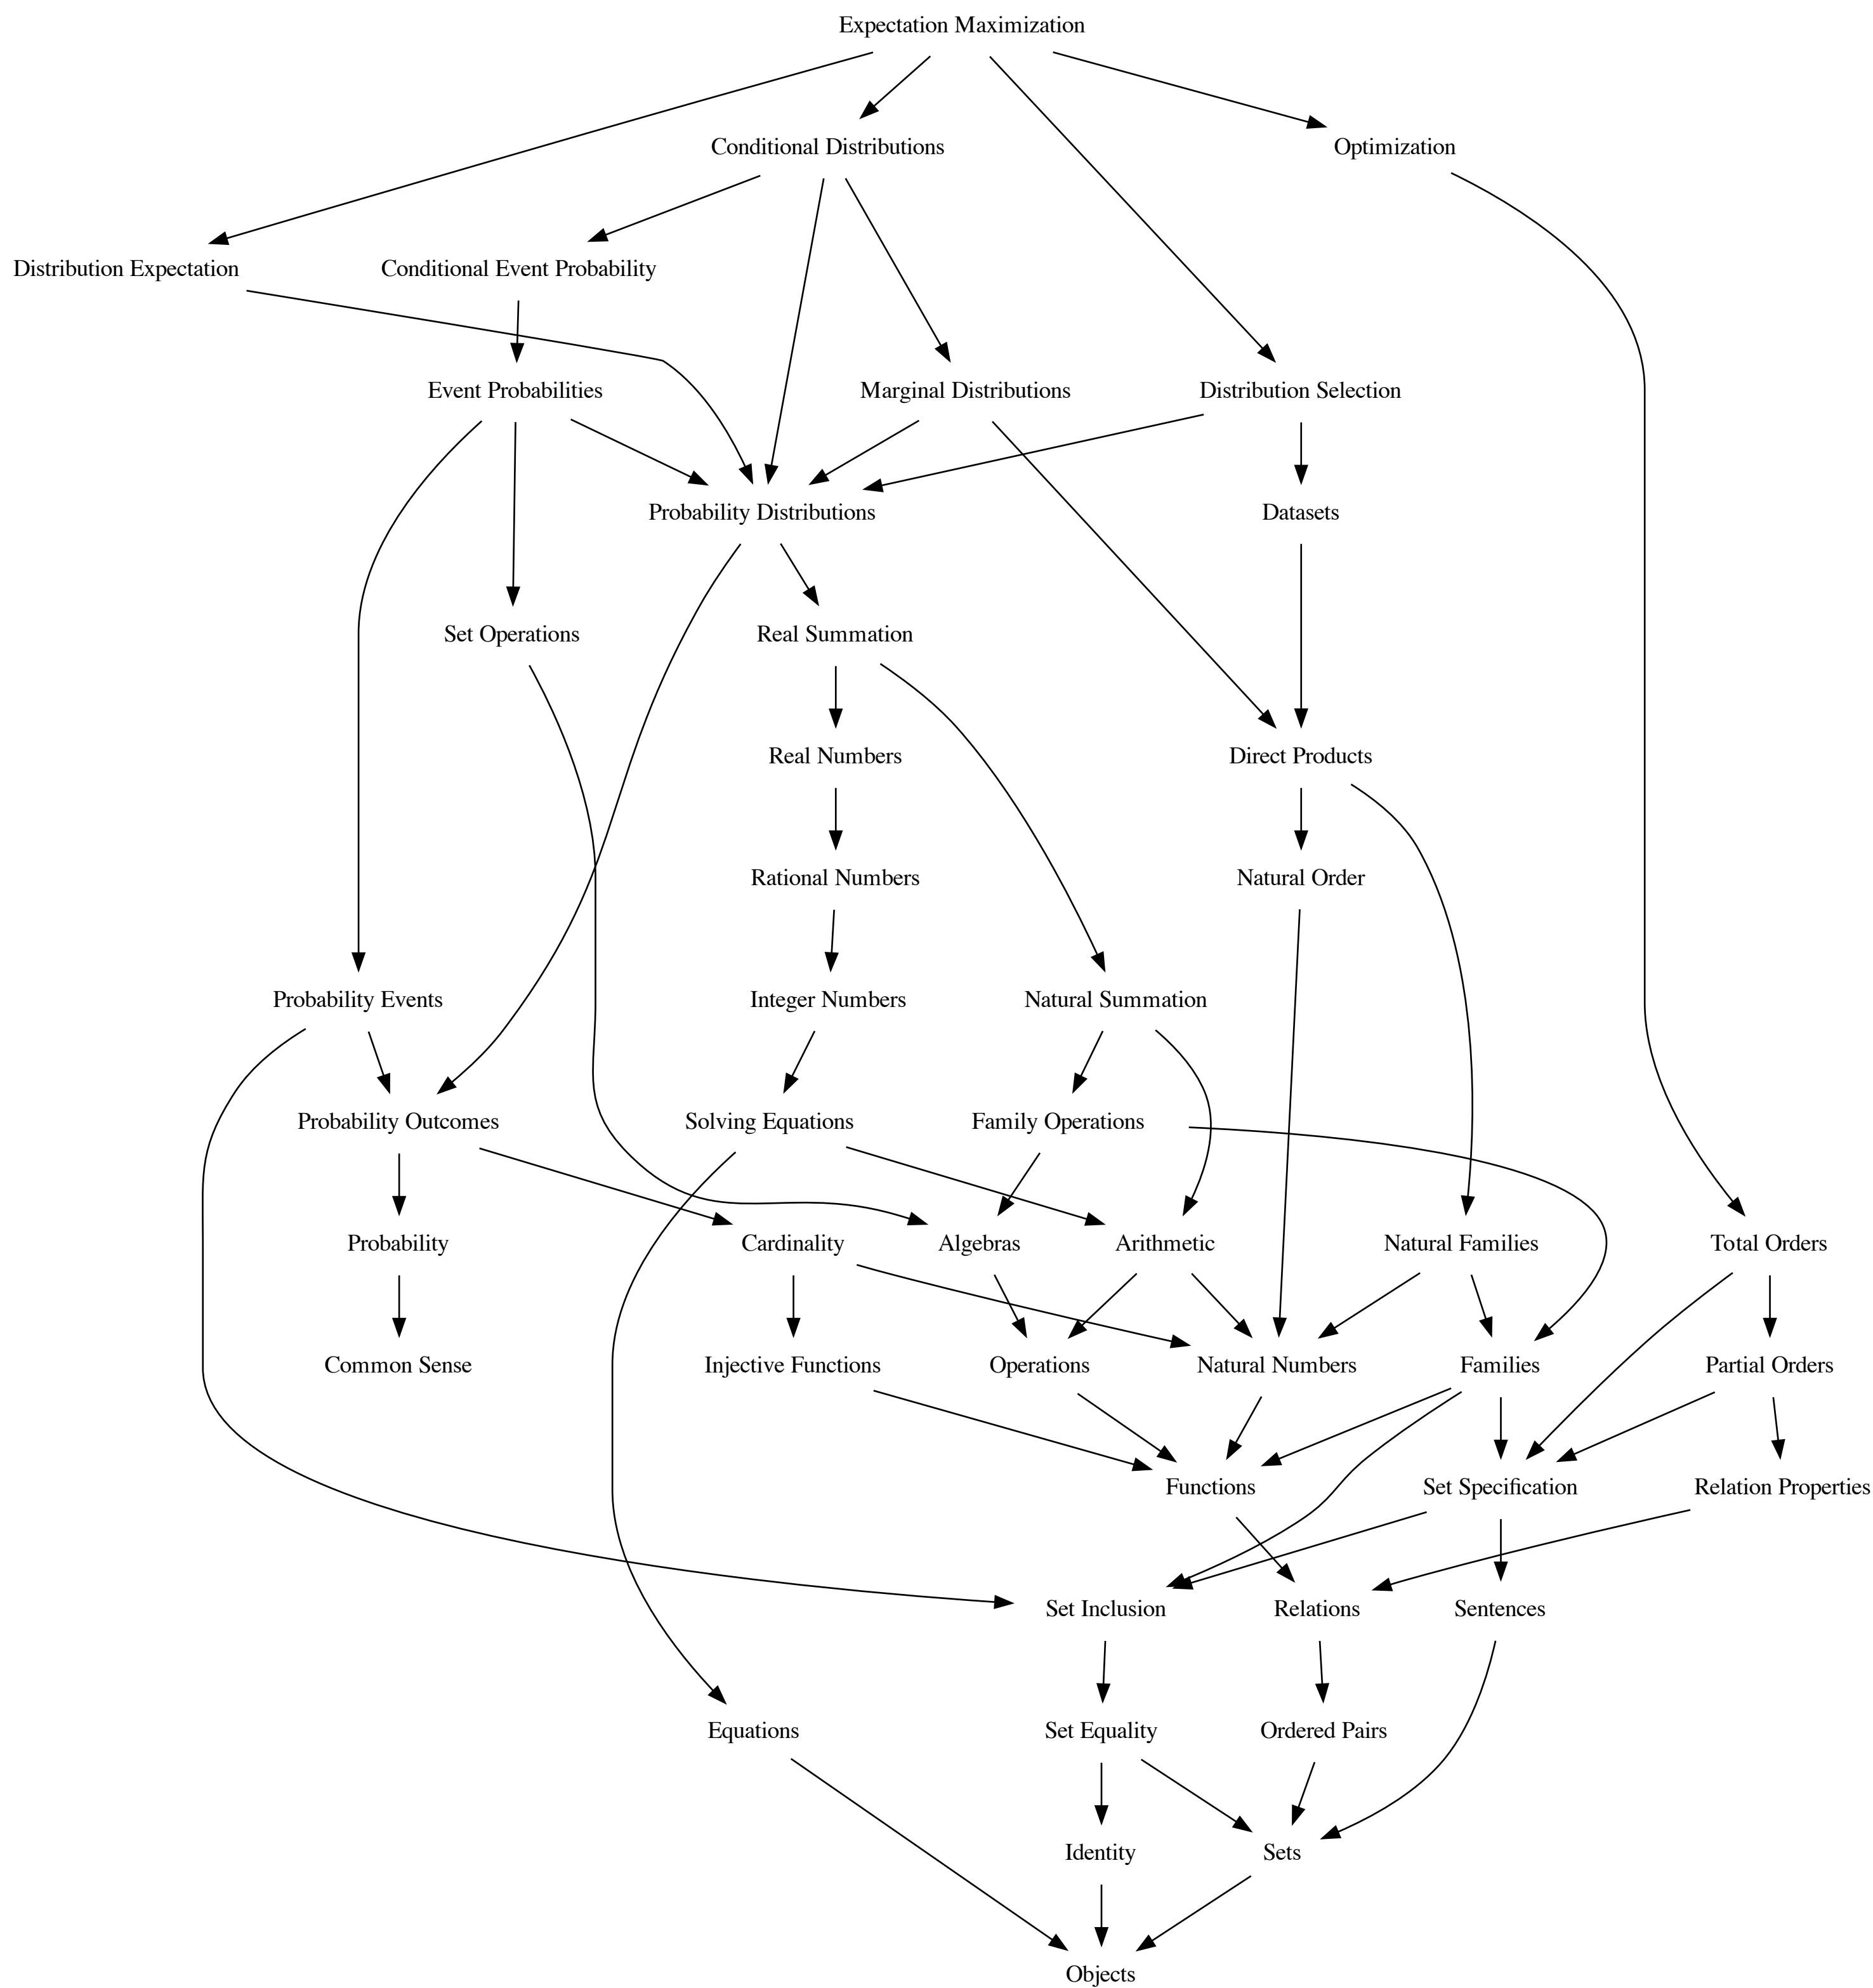 Expectation Maximization
Conditional Distributions
Optimization
Distribution Expectation
Conditional Event Probability
Event Probabilities
Marginal Distributions
Distribution Selection
Probability Distributions
Datasets
Set Operations
Real Summation
Real Numbers
Direct Products
Rational Numbers
Natural Order
Probability Events
Integer Numbers
Natural Summation
Probability Outcomes
Solving Equations
Family Operations
Probability
Cardinality
Algebras
Arithmetic
Natural Families
Total Orders
Common Sense
Injective Functions
Operations
Natural Numbers
Families
Partial Orders
Functions
Set Specification
Relation Properties
Set Inclusion
Relations
Sentences
Equations
Set Equality
Ordered Pairs
Identity
Sets
Objects